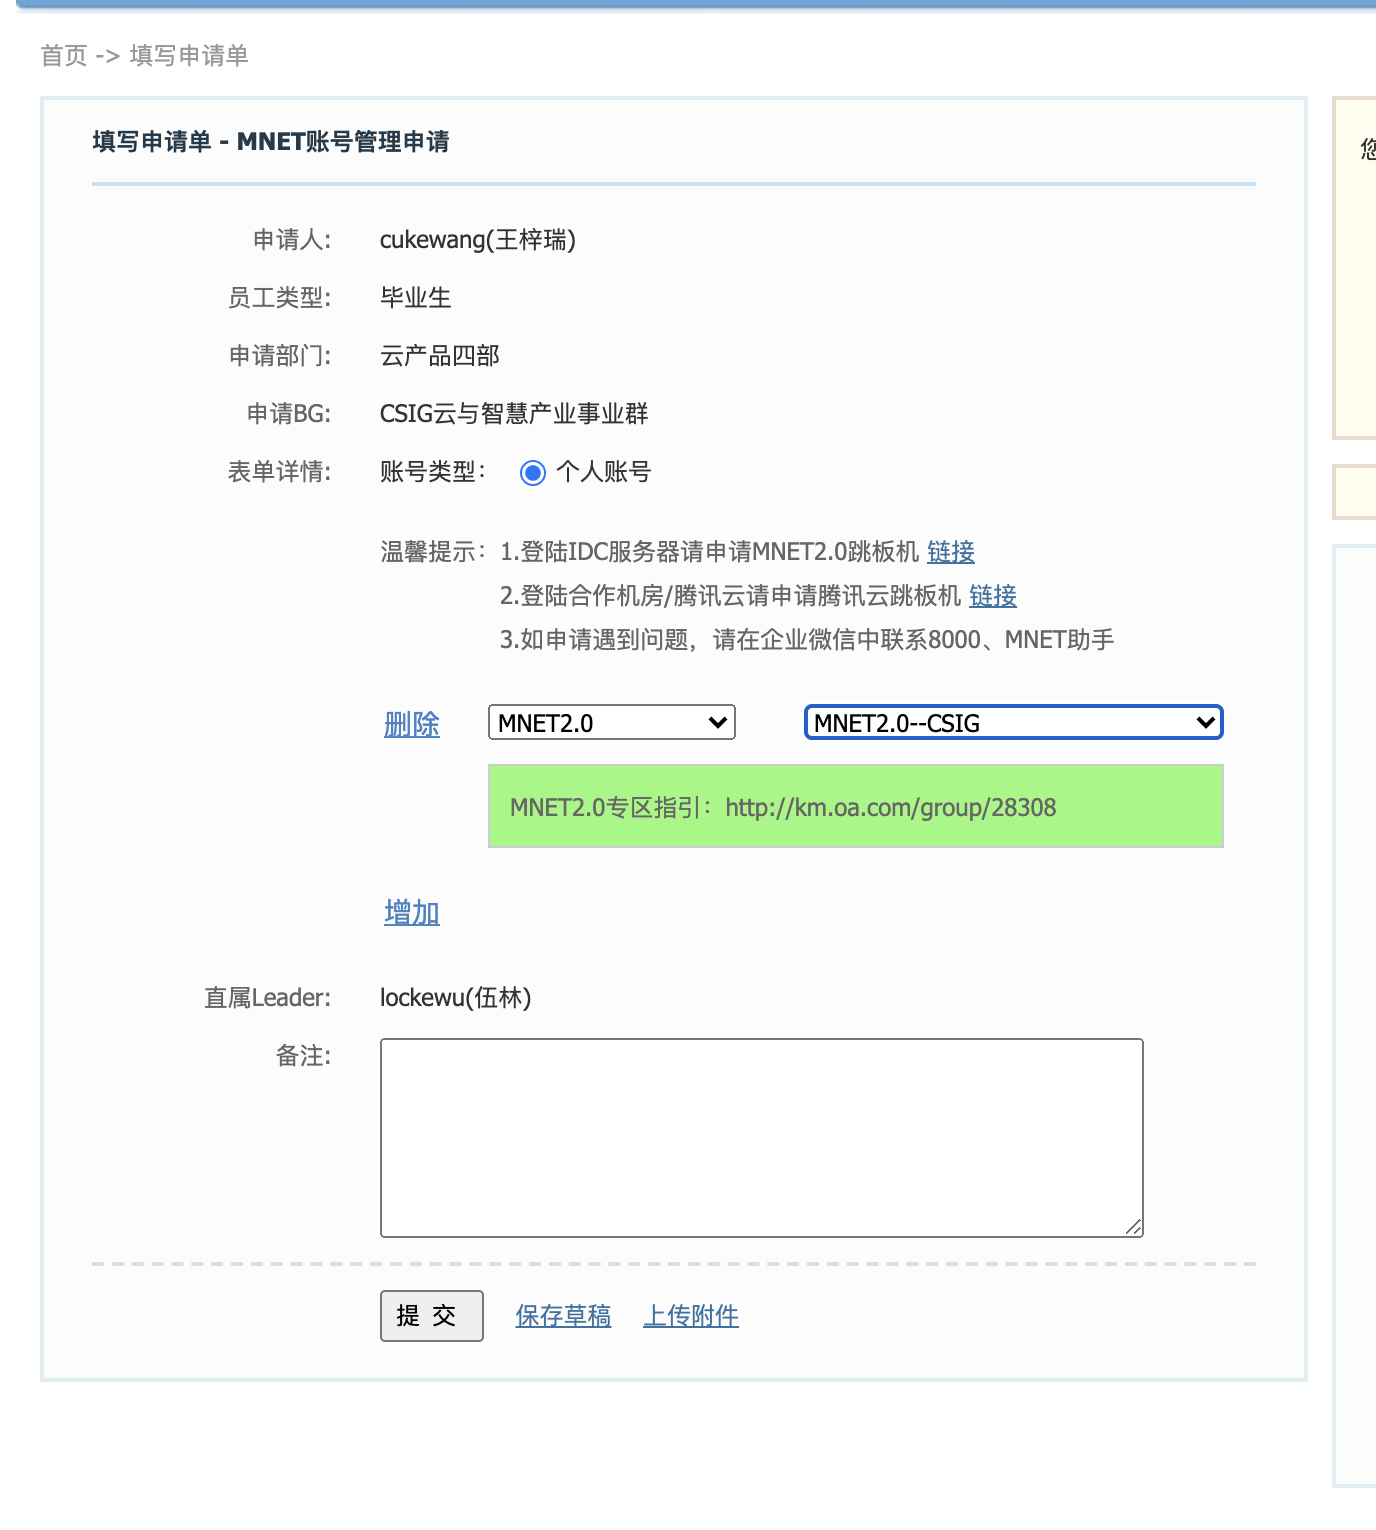 首页 -> 填写申请单
填写申请单 - MNET账号管理申请
申请人: cukewang(王梓瑞)
员工类型: 毕业生
申请部门: 云产品四部
申请BG: CSIG云与智慧产业事业群
表单详情: 账号类型： 个人账号
温馨提示：1.登陆IDC服务器请申请MNET2.0跳板机 链接
2.登陆合作机房/腾讯云请申请腾讯云跳板机 链接
3.如申请遇到问题，请在企业微信中联系8000、MNET助手
删除 MNET2.0 MNET2.0--CSIG
MNET2.0专区指引：http://km.oa.com/group/28308
增加
直属Leader: lockewu(伍林)
备注:
提 交 保存草稿 上传附件